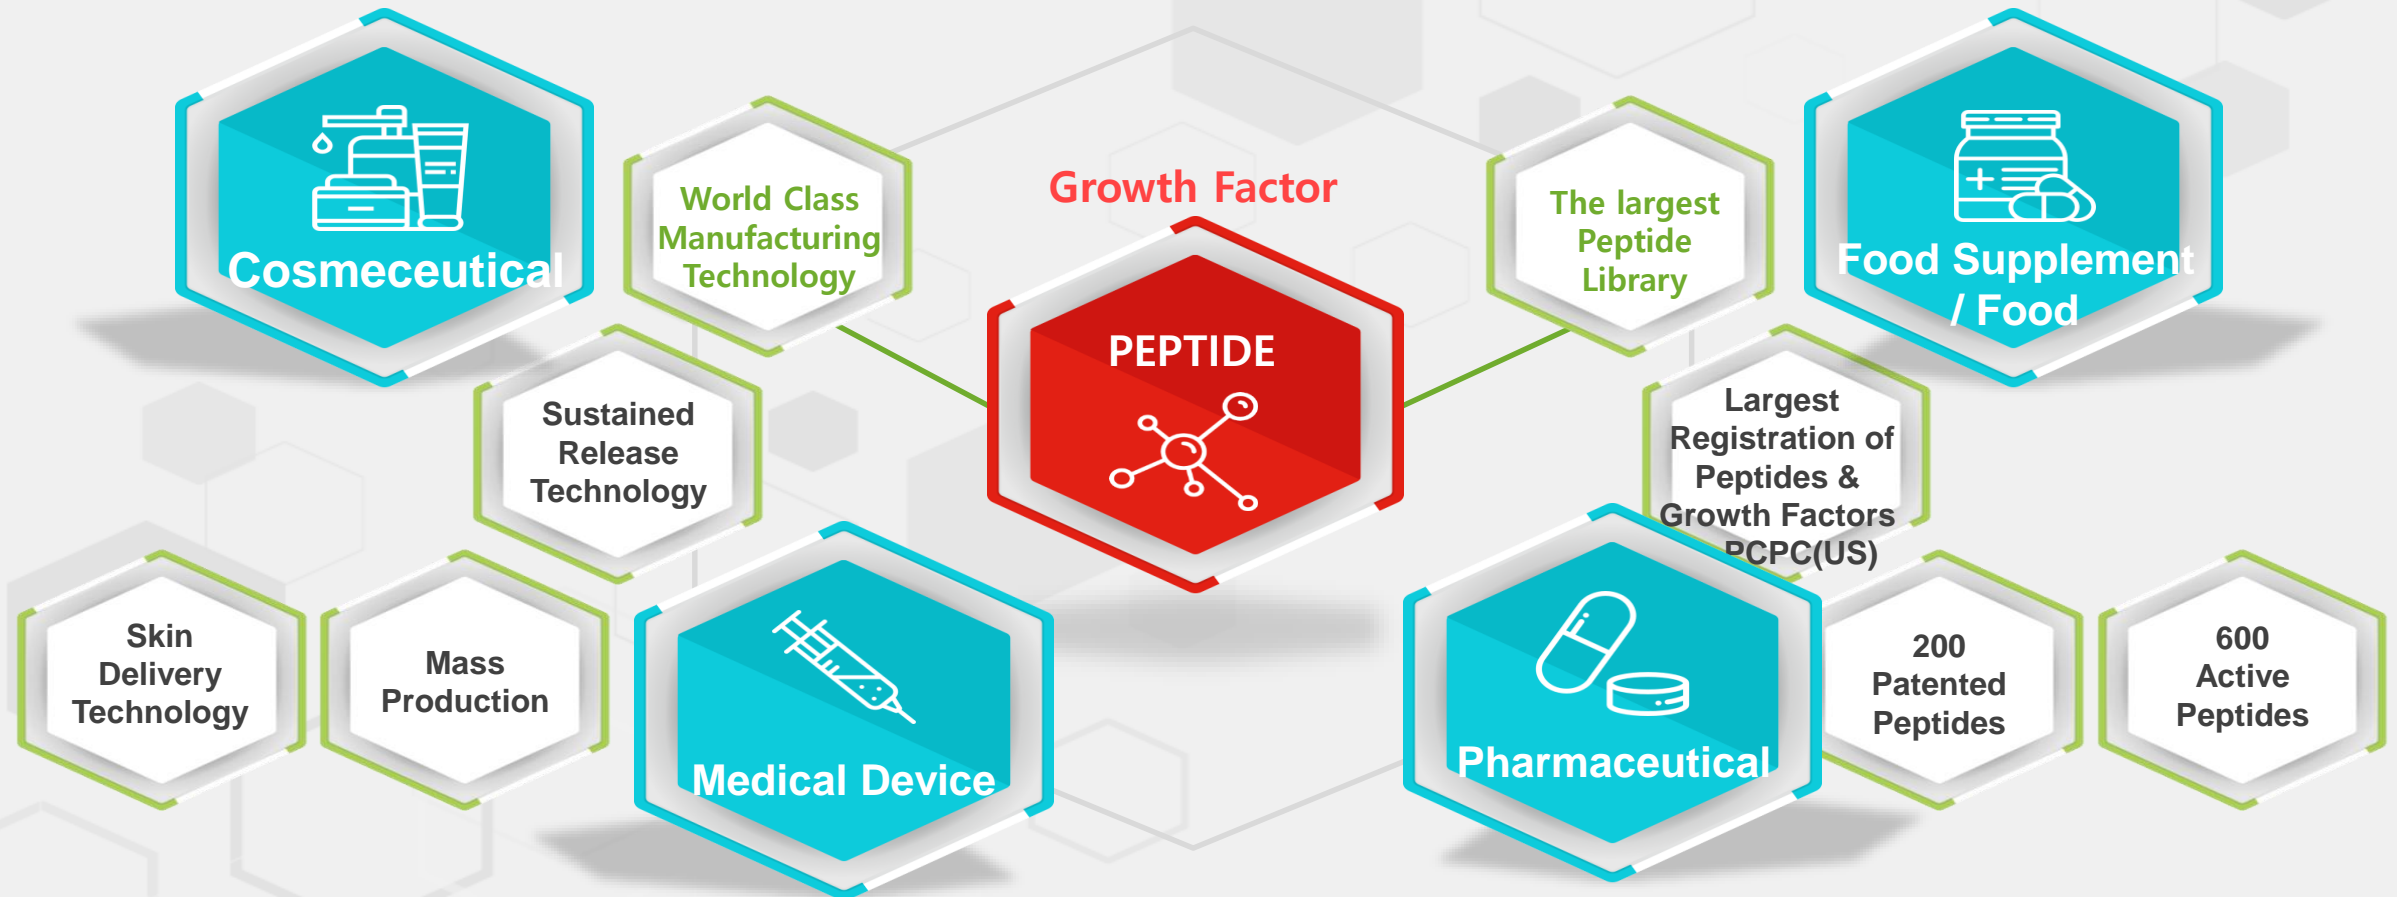 Cosmeceutical
World Class
Manufacturing
Technology
Growth Factor
PEPTIDE
The largest
Peptide
Library
Food Supplement
/ Food
Sustained
Release
Technology
Largest
Registration of
Peptides &
Growth Factors
PCPC(US)
Skin
Delivery
Technology
Mass
Production
Medical Device
Pharmaceutical
200
Patented
Peptides
600
Active
Peptides